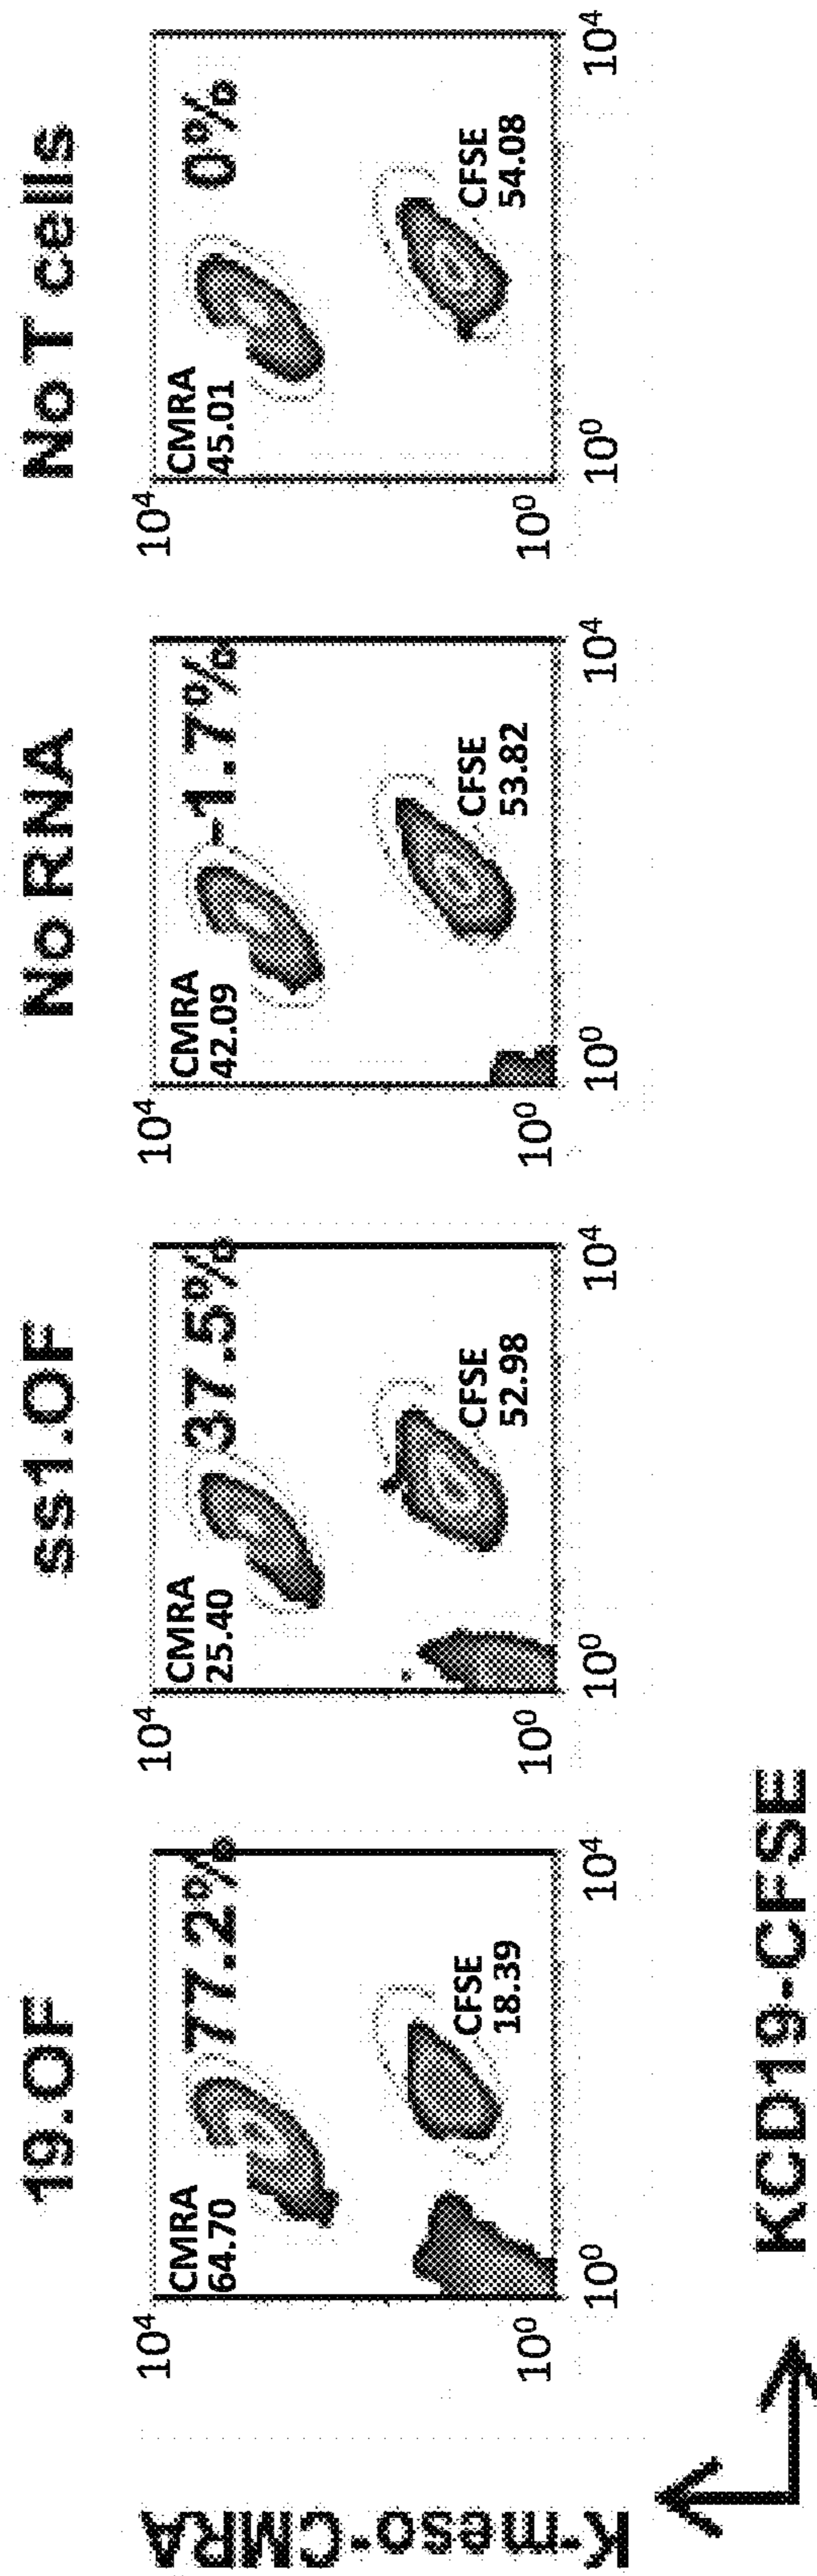 19.OF
ss1.OF
No RNA
No T cells
K-meso-CMRA
10⁴
CMRA
64.70
77.2%
CFSE
18.39
10⁰
10⁰
10⁴
10⁴
CMRA
25.40
37.5%
CFSE
52.98
10⁰
10⁰
10⁴
10⁴
CMRA
42.09
-1.7%
CFSE
53.82
10⁰
10⁰
10⁴
10⁴
CMRA
45.01
0%
CFSE
54.08
10⁰
10⁰
10⁴
KCD19-CFSE